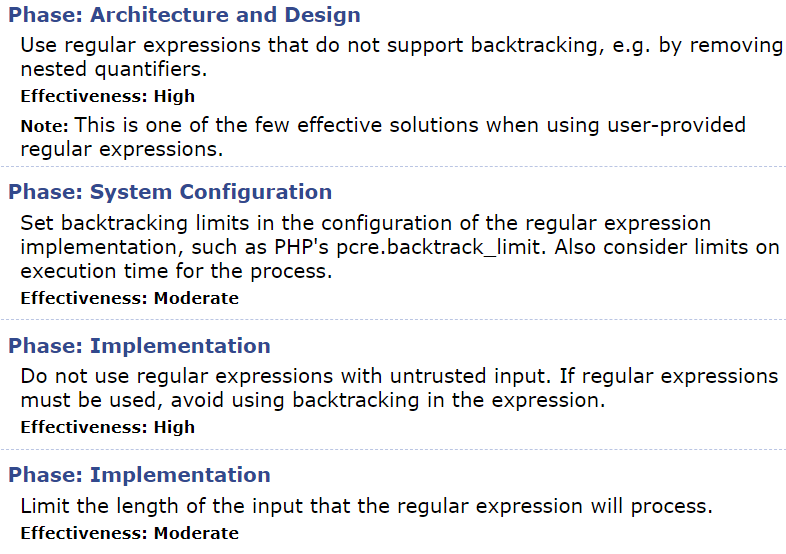 Phase: Architecture and Design
Use regular expressions that do not support backtracking, e.g. by removing
nested quantifiers.
Effectiveness: High
Note: This is one of the few effective solutions when using user-provided
regular expressions.
Phase: System Configuration
Set backtracking limits in the configuration of the regular expression
implementation, such as PHP's pcre.backtrack_limit. Also consider limits on
execution time for the process.
Effectiveness: Moderate
Phase: Implementation
Do not use regular expressions with untrusted input. If regular expressions
must be used, avoid using backtracking in the expression.
Effectiveness: High
Phase: Implementation
Limit the length of the input that the regular expression will process.
Effectiveness: Moderate